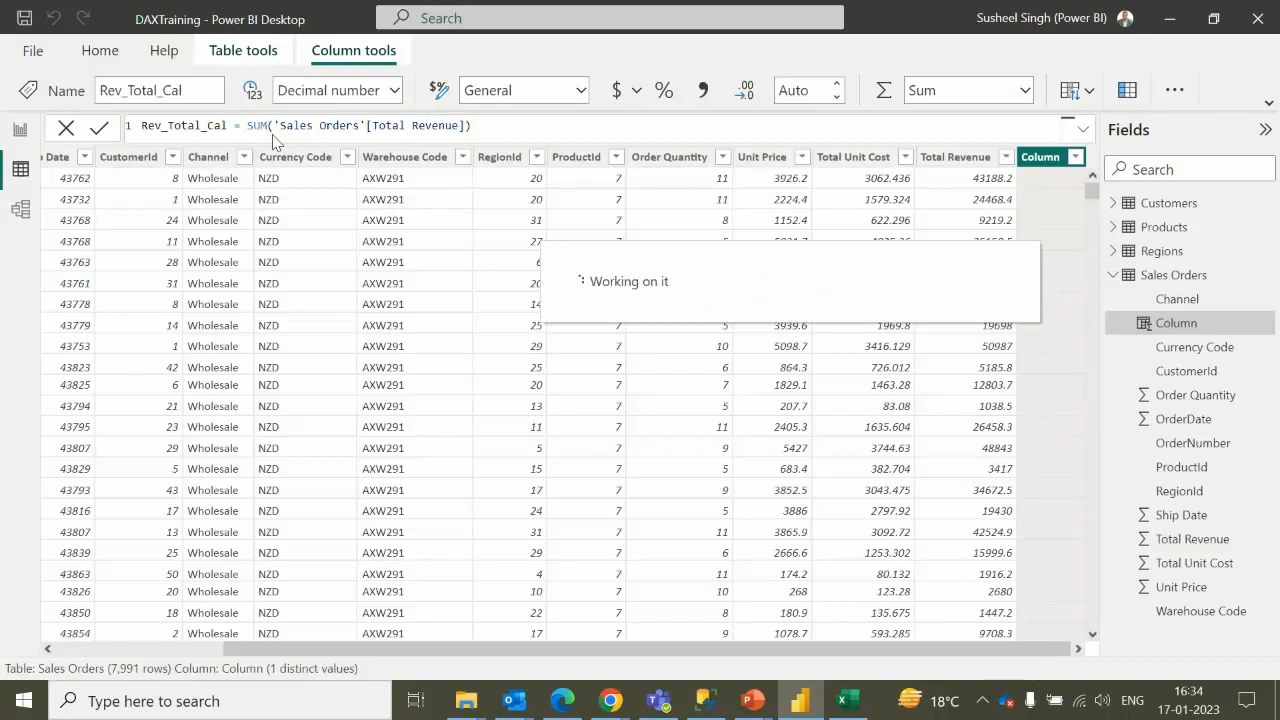 DAXTraining - Power BI Desktop
Search
Susheel Singh (Power BI)
File Home Help Table tools Column tools
Name Rev_Total_Cal Decimal number $% General $ % , .00 Auto Σ Sum
1 Rev_Total_Cal = SUM('Sales Orders'[Total Revenue])
Date CustomerId Channel Currency Code Warehouse Code RegionId ProductId Order Quantity Unit Price Total Unit Cost Total Revenue Column
43762 8 Wholesale NZD AXW291 20 7 11 3926.2 3062.436 43188.2
43732 1 Wholesale NZD AXW291 20 7 11 2224.4 1579.324 24468.4
43768 24 Wholesale NZD AXW291 31 7 8 1152.4 622.296 9219.2
43768 11 Wholesale NZD AXW291 27
43763 28 Wholesale NZD AXW291 6
43761 31 Wholesale NZD AXW291 20
43778 8 Wholesale NZD AXW291 14
43779 14 Wholesale NZD AXW291 25 7 5 3939.6 1969.8 19698
43753 1 Wholesale NZD AXW291 29 7 10 5098.7 3416.129 50987
43823 42 Wholesale NZD AXW291 25 7 6 864.3 726.012 5185.8
43825 6 Wholesale NZD AXW291 20 7 7 1829.1 1463.28 12803.7
43794 21 Wholesale NZD AXW291 13 7 5 207.7 83.08 1038.5
43795 23 Wholesale NZD AXW291 11 7 11 2405.3 1635.604 26458.3
43807 29 Wholesale NZD AXW291 5 7 9 5427 3744.63 48843
43829 5 Wholesale NZD AXW291 15 7 5 683.4 382.704 3417
43793 43 Wholesale NZD AXW291 17 7 9 3852.5 3043.475 34672.5
43816 17 Wholesale NZD AXW291 24 7 5 3886 2797.92 19430
43807 13 Wholesale NZD AXW291 31 7 11 3865.9 3092.72 42524.9
43839 25 Wholesale NZD AXW291 29 7 6 2666.6 1253.302 15999.6
43863 50 Wholesale NZD AXW291 4 7 11 174.2 80.132 1916.2
43826 20 Wholesale NZD AXW291 10 7 10 268 123.28 2680
43850 18 Wholesale NZD AXW291 22 7 8 180.9 135.675 1447.2
43854 2 Wholesale NZD AXW291 17 7 9 1078.7 593.285 9708.3
Working on it
Table: Sales Orders (7,991 rows) Column: Column (1 distinct values)
Fields
Search
Customers
Products
Regions
Sales Orders
Channel
Column
Currency Code
CustomerId
Order Quantity
OrderDate
OrderNumber
ProductId
RegionId
Ship Date
Total Revenue
Total Unit Cost
Unit Price
Warehouse Code
Type here to search
18°C
ENG
16:34
17-01-2023